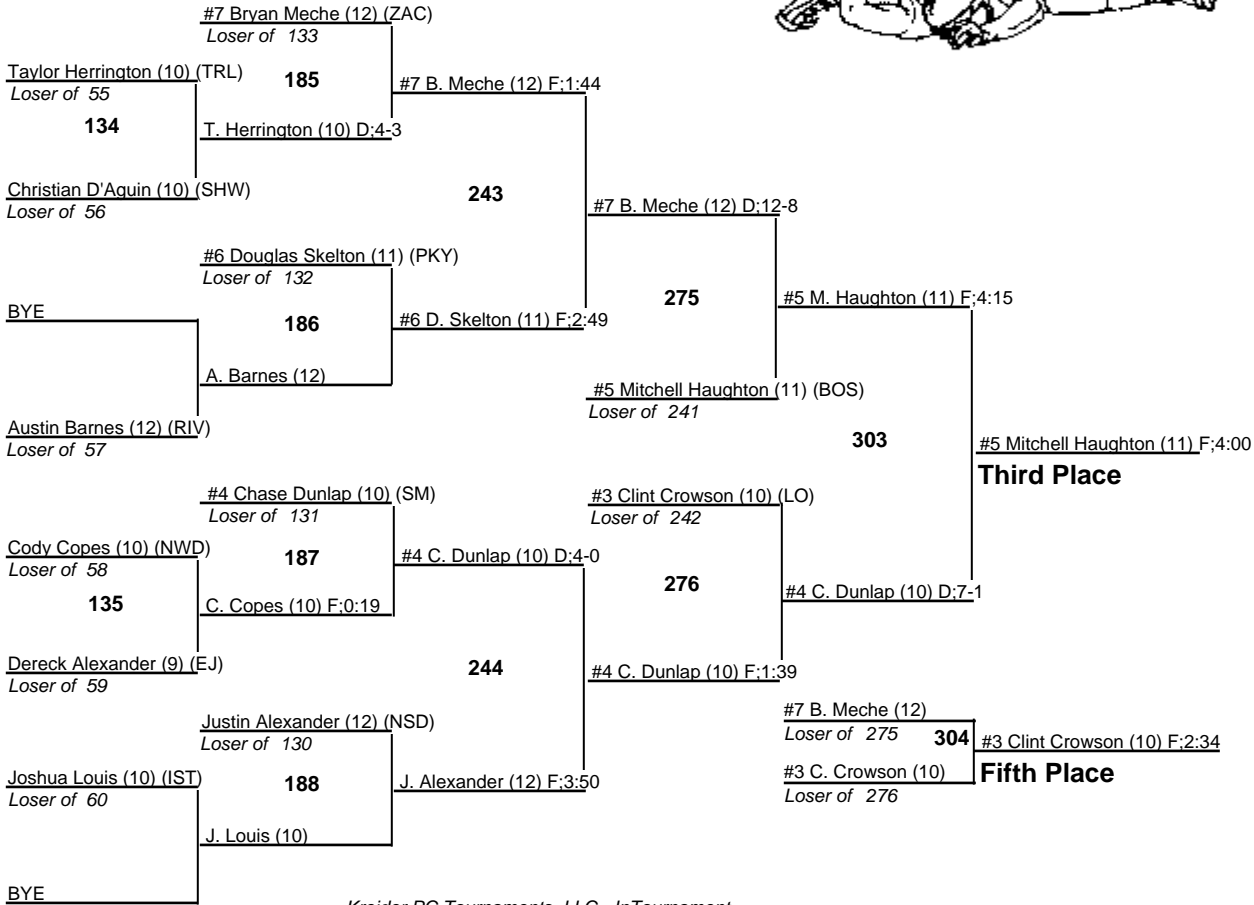 #7 Bryan Meche (12) (ZAC)
Loser of 133
Taylor Herrington (10) (TRL)
Loser of 55
185
#7 B. Meche (12) F;1:44
134
T. Herrington (10) D;4-3
Christian D'Aquin (10) (SHW)
Loser of 56
243
#7 B. Meche (12) D;12-8
#6 Douglas Skelton (11) (PKY)
Loser of 132
275
#5 M. Haughton (11) F;4:15
BYE
186
#6 D. Skelton (11) F;2:49
A. Barnes (12)
#5 Mitchell Haughton (11) (BOS)
Loser of 241
Austin Barnes (12) (RIV)
Loser of 57
303
#5 Mitchell Haughton (11) F;4:00
Third Place
#4 Chase Dunlap (10) (SM)
Loser of 131
#3 Clint Crowson (10) (LO)
Loser of 242
Cody Copes (10) (NWD)
Loser of 58
187
#4 C. Dunlap (10) D;4-0
276
135
C. Copes (10) F;0:19
#4 C. Dunlap (10) D;7-1
Dereck Alexander (9) (EJ)
Loser of 59
244
#4 C. Dunlap (10) F;1:39
Justin Alexander (12) (NSD)
Loser of 130
#7 B. Meche (12)
Loser of 275
304
#3 Clint Crowson (10) F;2:34
Fifth Place
Joshua Louis (10) (IST)
Loser of 60
188
J. Alexander (12) F;3:50
#3 C. Crowson (10)
Loser of 276
J. Louis (10)
BYE